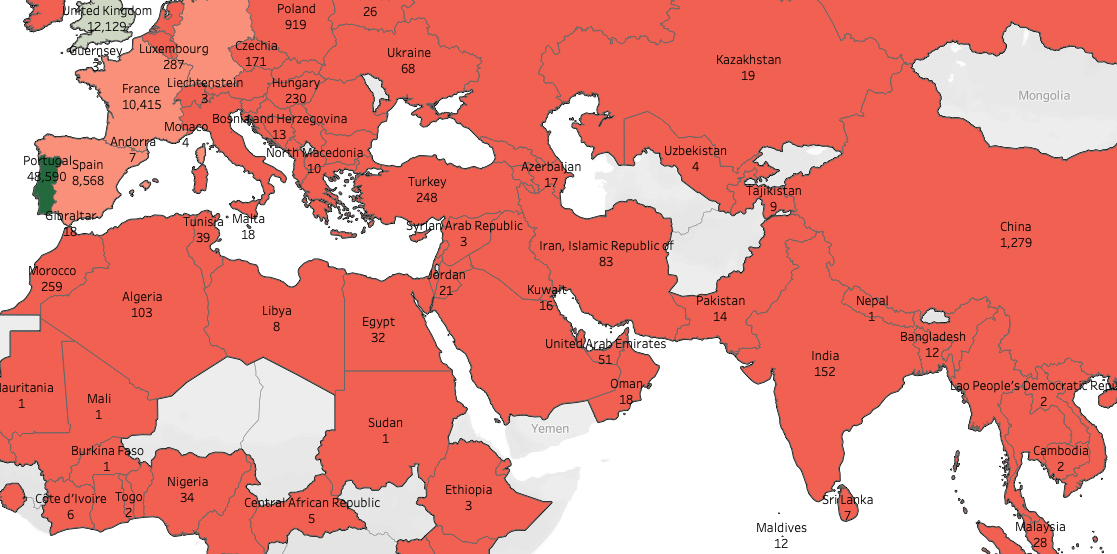 United Kingdom
12,129
Poland
919
26
Guernsey
3
Luxembourg
287
Czechia
171
Ukraine
68
Kazakhstan
19
Mongolia
France
10,415
Liechtenstein
3
Hungary
230
Monaco
4
Bosnia and Herzegovina
13
Andorra
7
North Macedonia
10
Portugal
48,590
Spain
8,568
Azerbaijan
17
Uzbekistan
4
Tajikistan
9
Turkey
248
Gibraltar
18
Tunisia
39
Malta
18
Syrian Arab Republic
3
Iran, Islamic Republic of
83
China
1,279
Morocco
259
Jordan
21
Algeria
103
Kuwait
16
Libya
8
Egypt
32
Pakistan
14
Nepal
1
United Arab Emirates
51
Bangladesh
12
India
152
Oman
18
Mauritania
1
Mali
1
Lao People's Democratic Rep
2
Sudan
1
Yemen
Burkina Faso
1
Cambodia
2
Nigeria
34
Ethiopia
3
Côte d'Ivoire
6
Togo
2
Central African Republic
5
Sri Lanka
7
Maldives
12
Malaysia
28